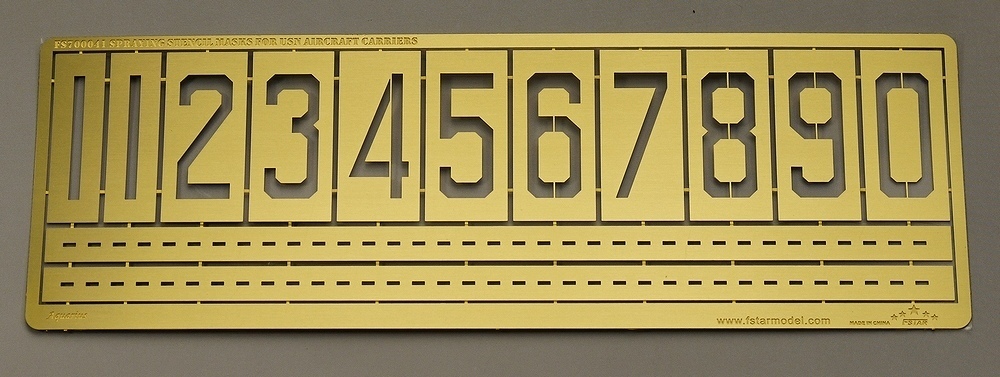 FS700041 SPRAYING-STENCIL MASKS FOR USN AIRCRAFT CARRIERS
1 1 2 3 4 5 6 7 8 9 0
Aquarius
www.fstarmodel.com
MADE IN CHINA
FSTAR